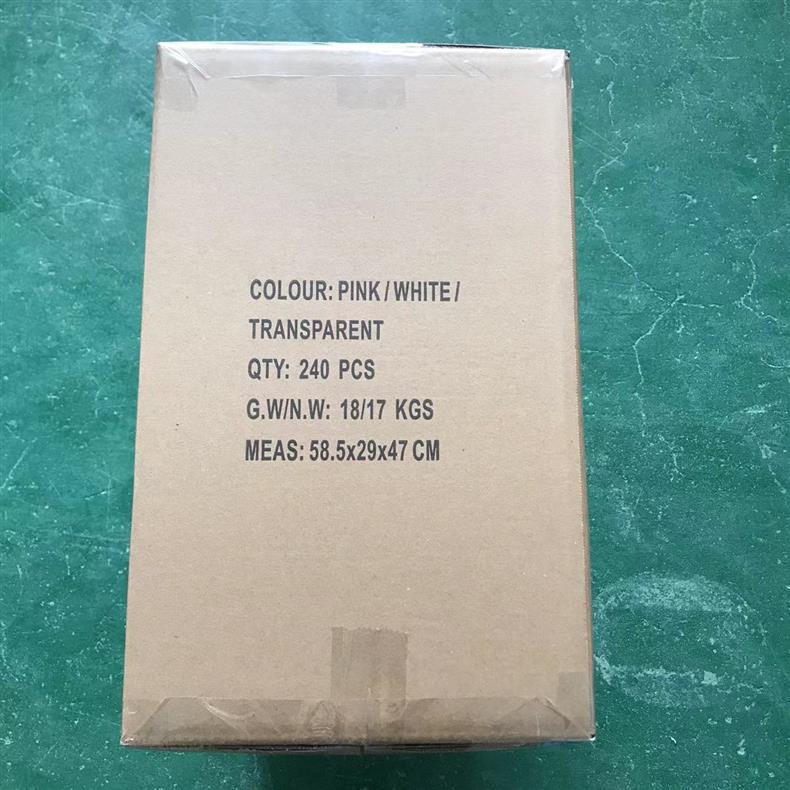 COLOUR: PINK / WHITE /
TRANSPARENT
QTY: 240 PCS
G.W/N.W: 18/17 KGS
MEAS: 58.5x29x47 CM